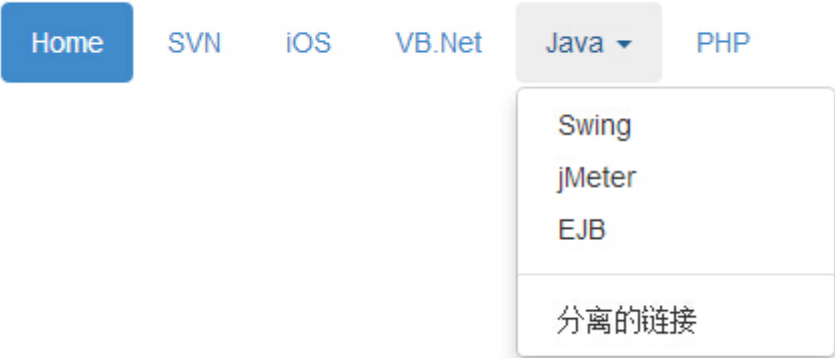 Home SVN iOS VB.Net Java PHP
Swing
jMeter
EJB
分离的链接